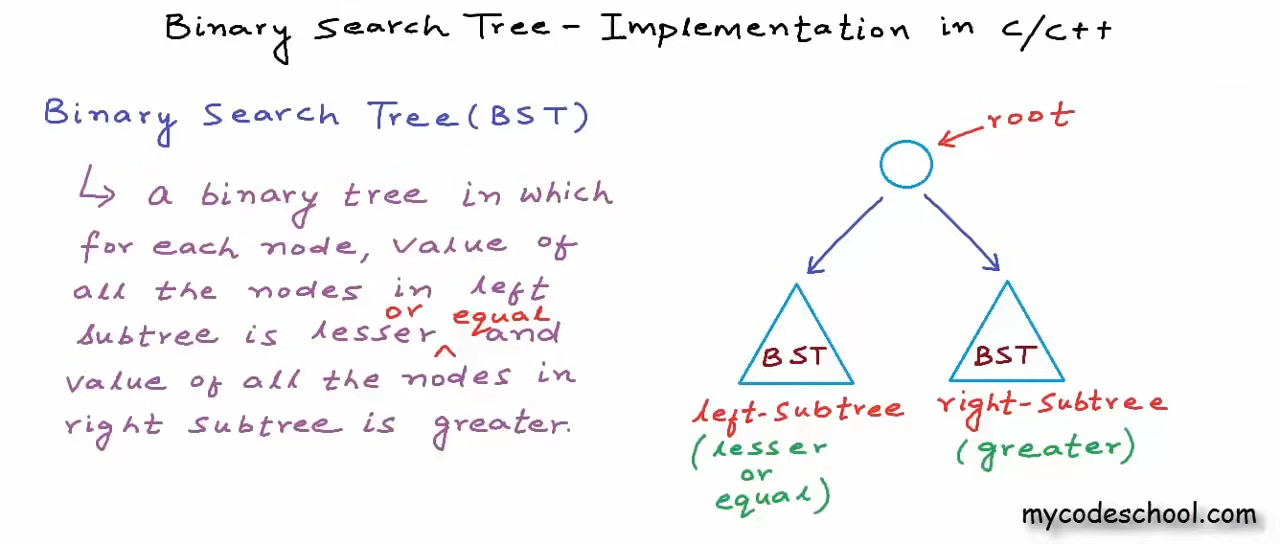 Binary Search Tree - Implementation in C/C++
Binary Search Tree (BST)
a binary tree in which
for each node, value of
all the nodes in left
or equal
subtree is lesser ^ and
value of all the nodes in
right subtree is greater.
root
BST
BST
left-subtree
(lesser
or
equal)
right-subtree
(greater)
mycodeschool.com